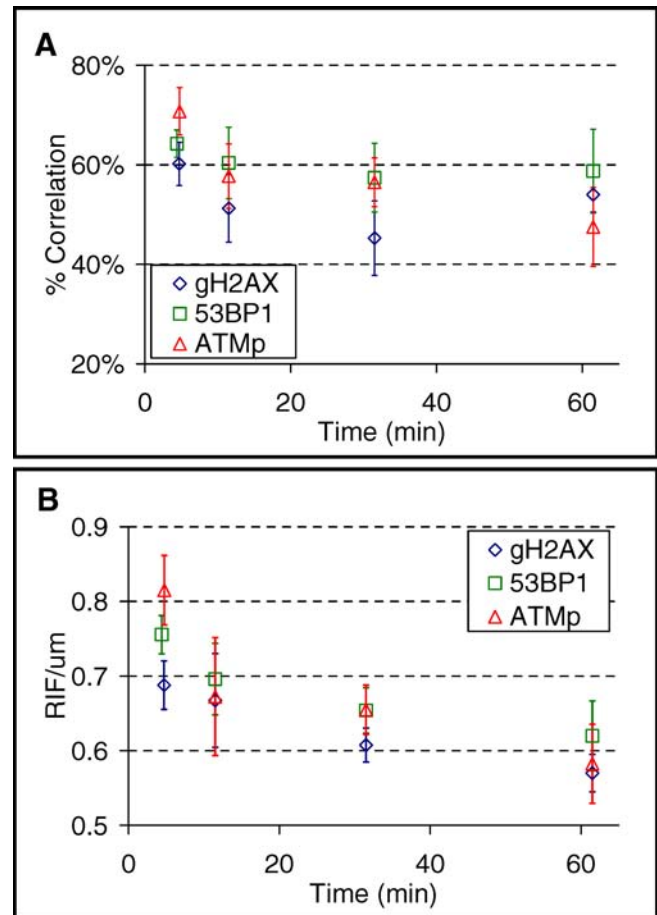 A
80%
60%
40%
20%
% Correlation
gH2AX
53BP1
ATMp
0 20 40 60
Time (min)
B
0.9
0.8
0.7
0.6
0.5
RIF/um
gH2AX
53BP1
ATMp
0 20 40 60
Time (min)